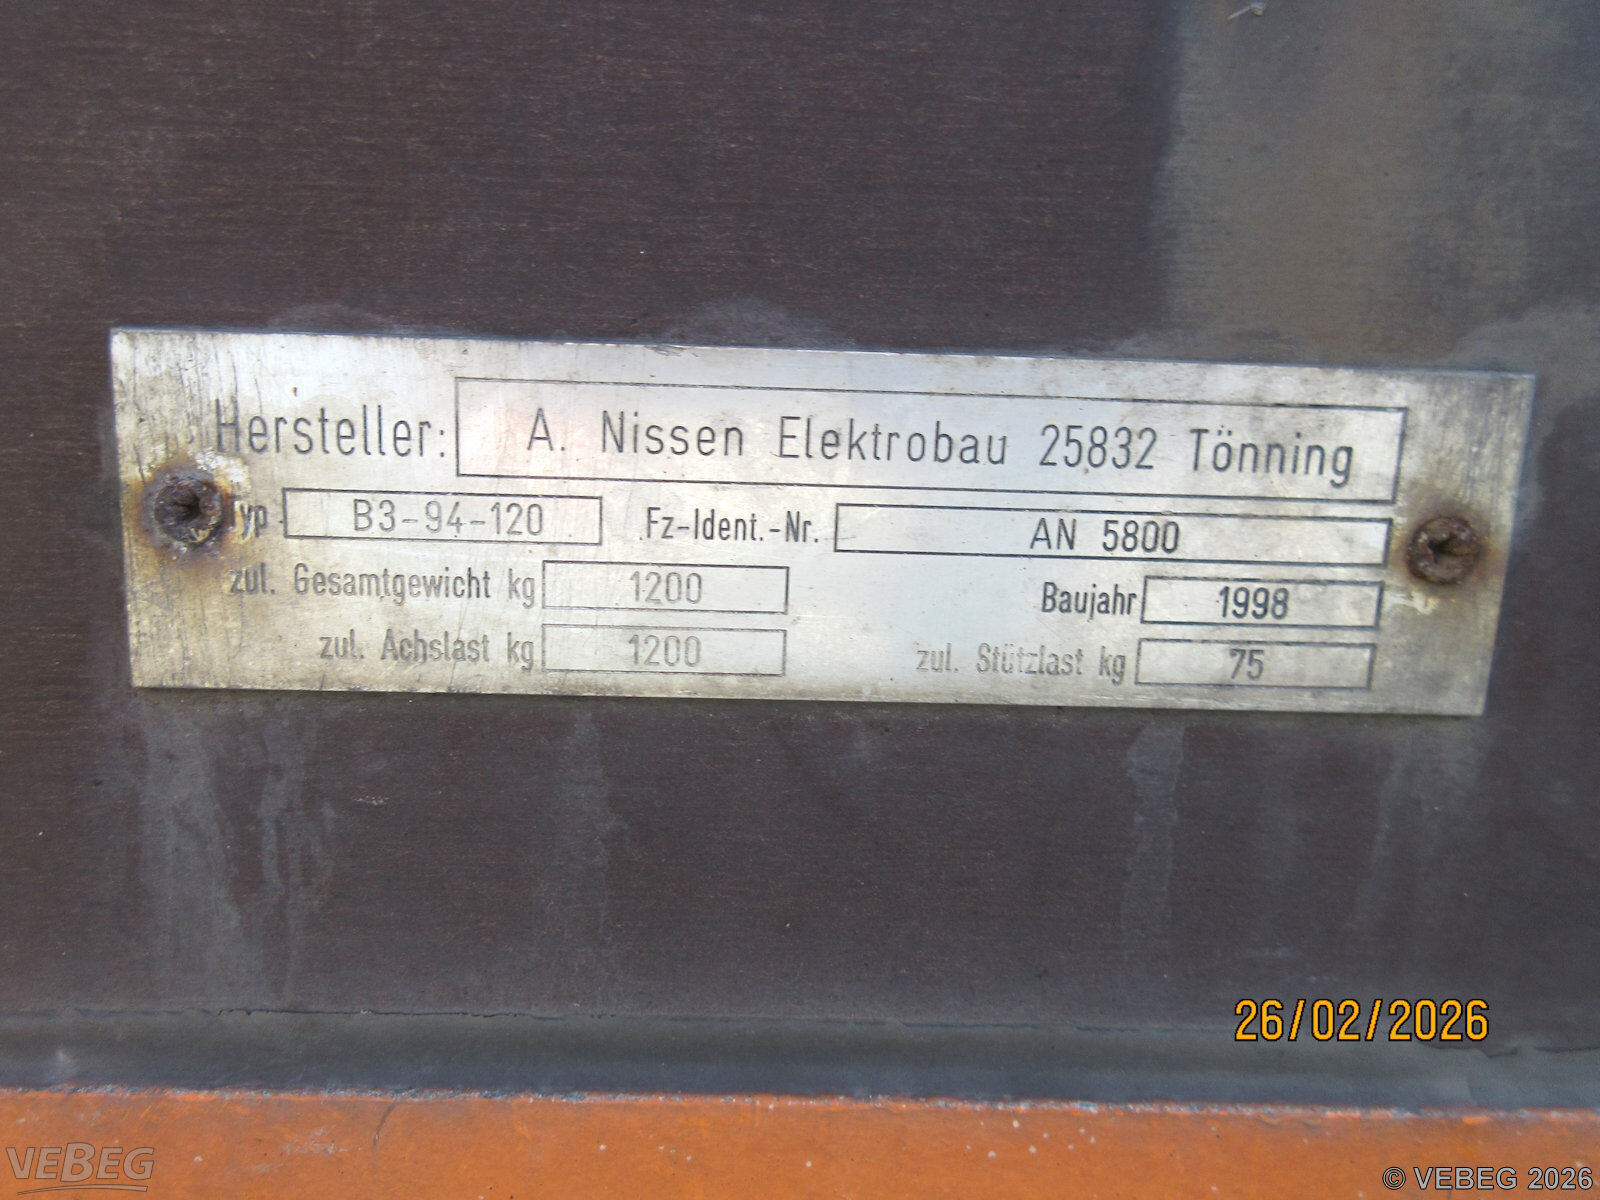 Hersteller: A. Nissen Elektrobau 25832 Tönning
Typ B3-94-120 Fz-Ident.-Nr. AN 5800
zul. Gesamtgewicht kg 1200 Baujahr 1998
zul. Achslast kg 1200 zul. Stützlast kg 75
26/02/2026
VEBEG © VEBEG 2026